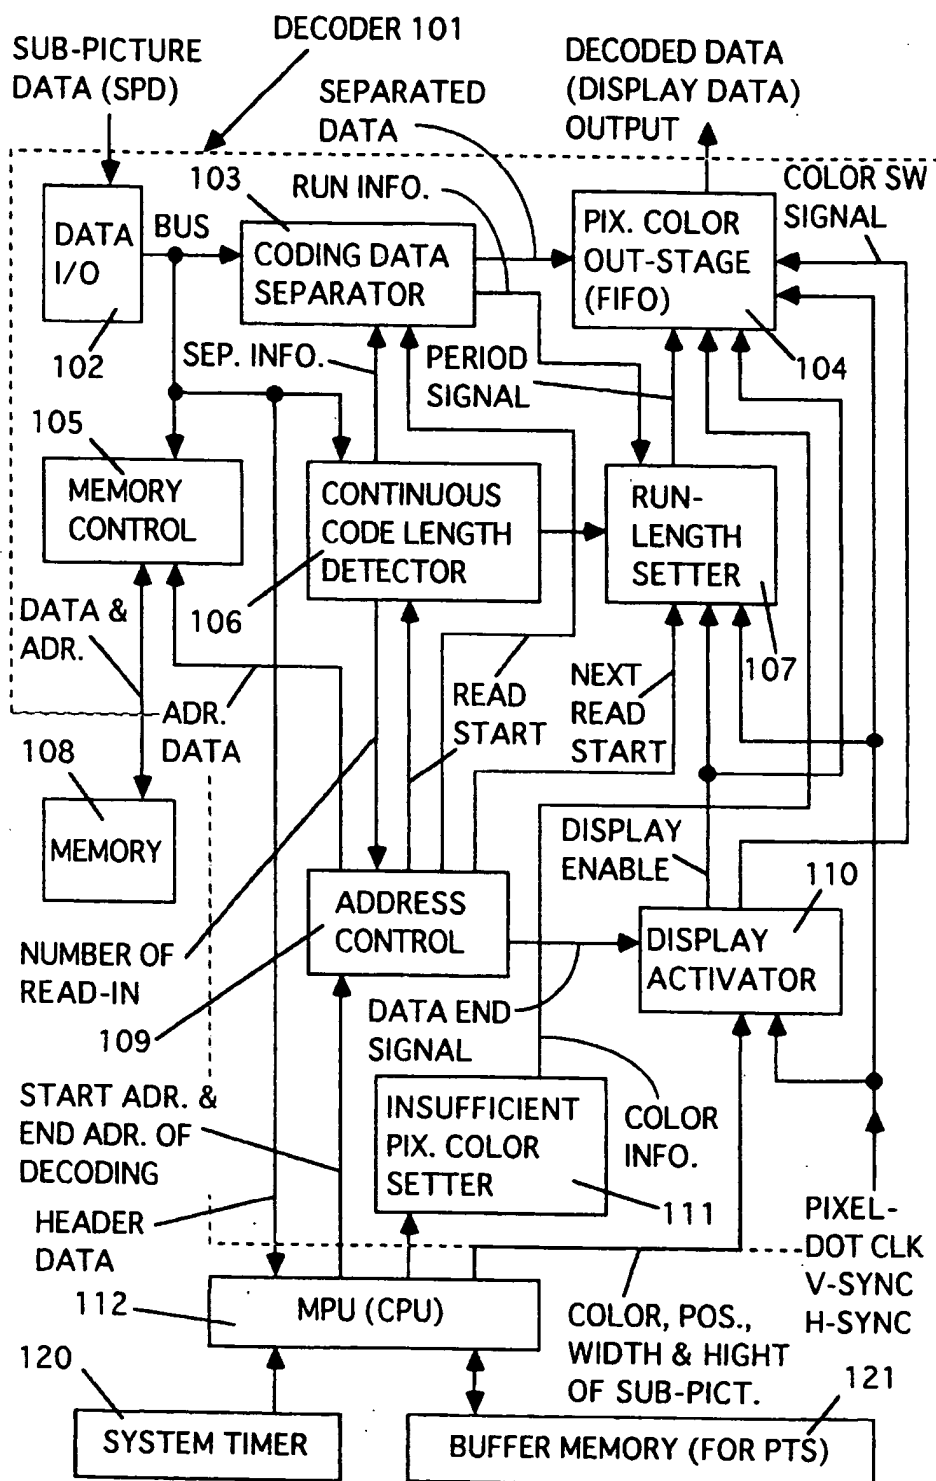 DECODER 101
SUB-PICTURE
DATA (SPD)
SEPARATED
DATA
DECODED DATA
(DISPLAY DATA)
OUTPUT
103
RUN INFO.
COLOR SW
SIGNAL
DATA
I/O
BUS
CODING DATA
SEPARATOR
PIX. COLOR
OUT-STAGE
(FIFO)
102
SEP. INFO.
PERIOD
SIGNAL
104
105
MEMORY
CONTROL
CONTINUOUS
CODE LENGTH
DETECTOR
RUN-
LENGTH
SETTER
106
DATA &
ADR.
107
ADR.
DATA
READ
START
NEXT
READ
START
108
MEMORY
DISPLAY
ENABLE
110
ADDRESS
CONTROL
DISPLAY
ACTIVATOR
NUMBER OF
READ-IN
109
DATA END
SIGNAL
START ADR. &
END ADR. OF
DECODING
INSUFFICIENT
PIX. COLOR
SETTER
COLOR
INFO.
111
HEADER
DATA
PIXEL-
DOT CLK
V-SYNC
H-SYNC
112
MPU (CPU)
COLOR, POS.,
WIDTH & HIGHT
OF SUB-PICT.
120
121
SYSTEM TIMER
BUFFER MEMORY (FOR PTS)